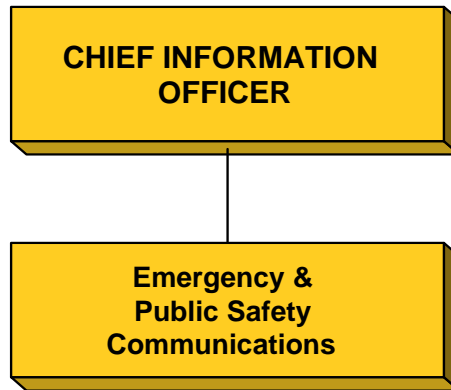 CHIEF INFORMATION
OFFICER
Emergency &
Public Safety
Communications